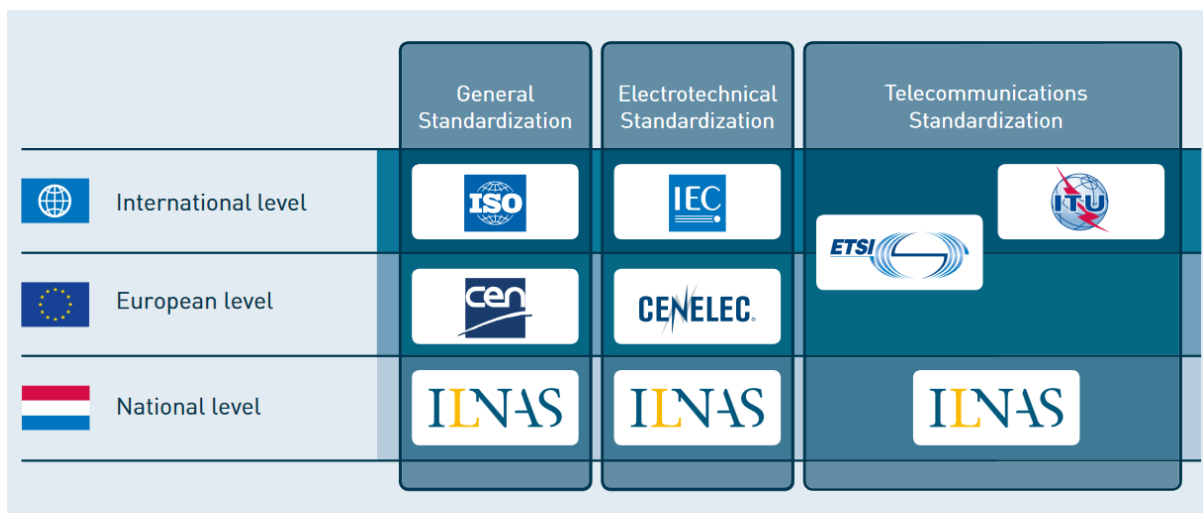 General
Standardization
Electrotechnical
Standardization
Telecommunications
Standardization
International level
ISO
IEC
ITU
ETSI
European level
cen
CENELEC
National level
ILNAS
ILNAS
ILNAS